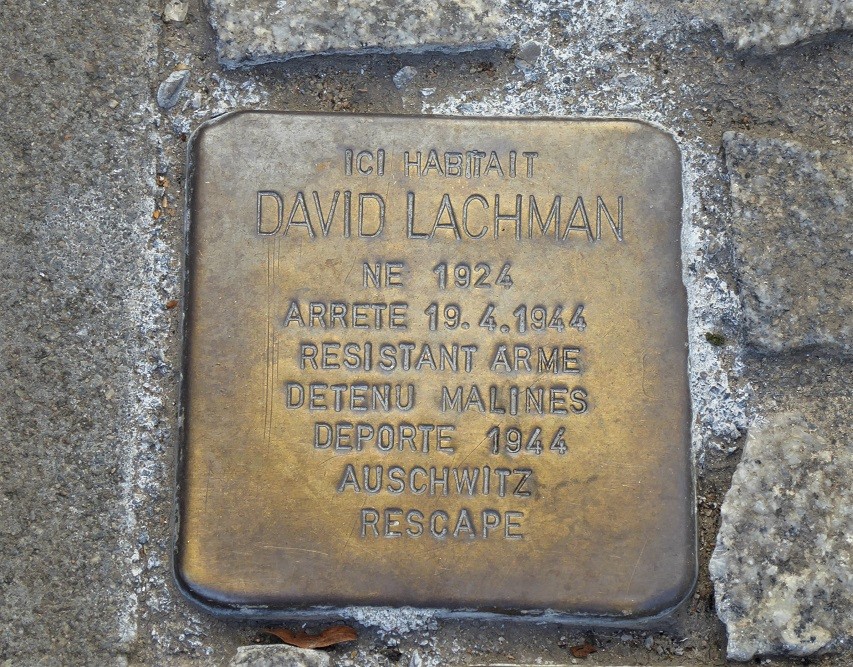 ICI HABITAIT
DAVID LACHMAN
NE 1924
ARRETE 19.4.1944
RESISTANT ARME
DETENU MALINES
DEPORTE 1944
AUSCHWITZ
RESCAPE